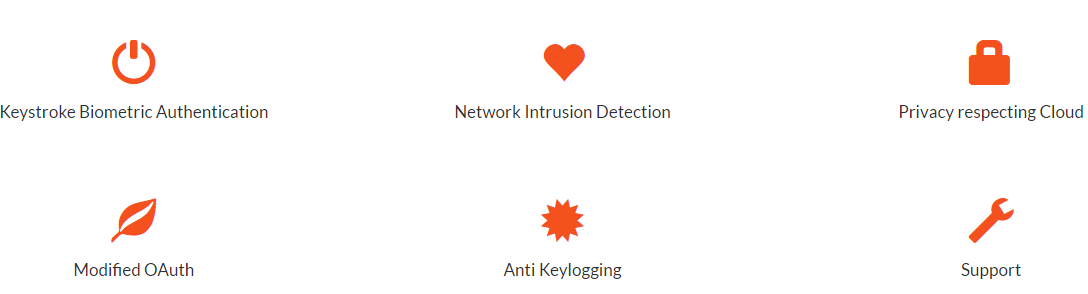 Keystroke Biometric Authentication
Network Intrusion Detection
Privacy respecting Cloud
Modified OAuth
Anti Keylogging
Support